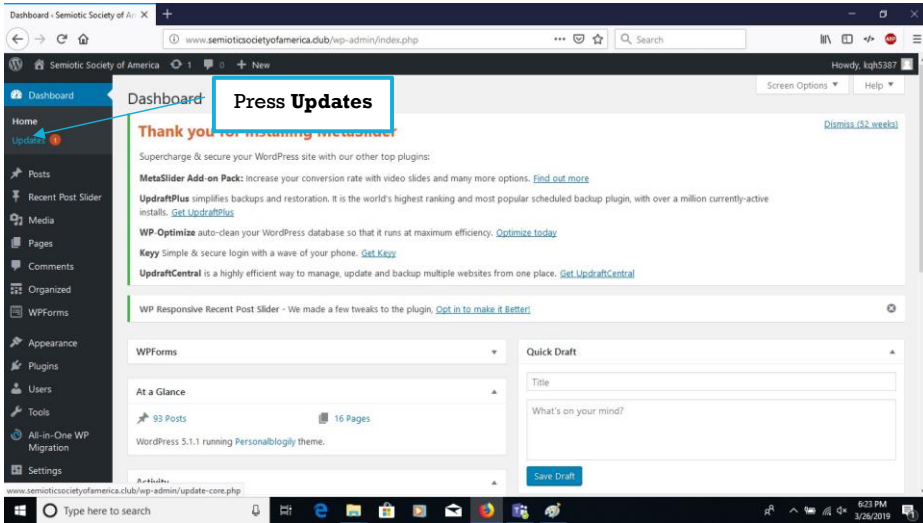 Dashboard ‹ Semiotic Society of Am
www.semioticsocietyofamerica.club/wp-admin/index.php
Search
Semiotic Society of America 1 0 + New
Howdy, kqh5387
Screen Options
Help
Dashboard
Home
Updates 1
Posts
Recent Post Slider
Media
Pages
Comments
Organized
WPForms
Appearance
Plugins
Users
Tools
All-in-One WP
Migration
Settings
Dashboard
Press Updates
Thank you for installing MetaSlider
Dismiss (52 weeks)
Supercharge & secure your WordPress site with our other top plugins:
MetaSlider Add-on Pack: Increase your conversion rate with video slides and many more options. Find out more
UpdraftPlus simplifies backups and restoration. It is the world's highest ranking and most popular scheduled backup plugin, with over a million currently-active
installs. Get UpdraftPlus
WP-Optimize auto-clean your WordPress database so that it runs at maximum efficiency. Optimize today
Keyy Simple & secure login with a wave of your phone. Get Keyy
UpdraftCentral is a highly efficient way to manage, update and backup multiple websites from one place. Get UpdraftCentral
WP Responsive Recent Post Slider - We made a few tweaks to the plugin, Opt in to make it Better!
WPForms
At a Glance
93 Posts
16 Pages
WordPress 5.1.1 running Personalblogily theme.
Activity
Quick Draft
Title
What's on your mind?
Save Draft
www.semioticsocietyofamerica.club/wp-admin/update-core.php
Type here to search
6:23 PM
3/26/2019